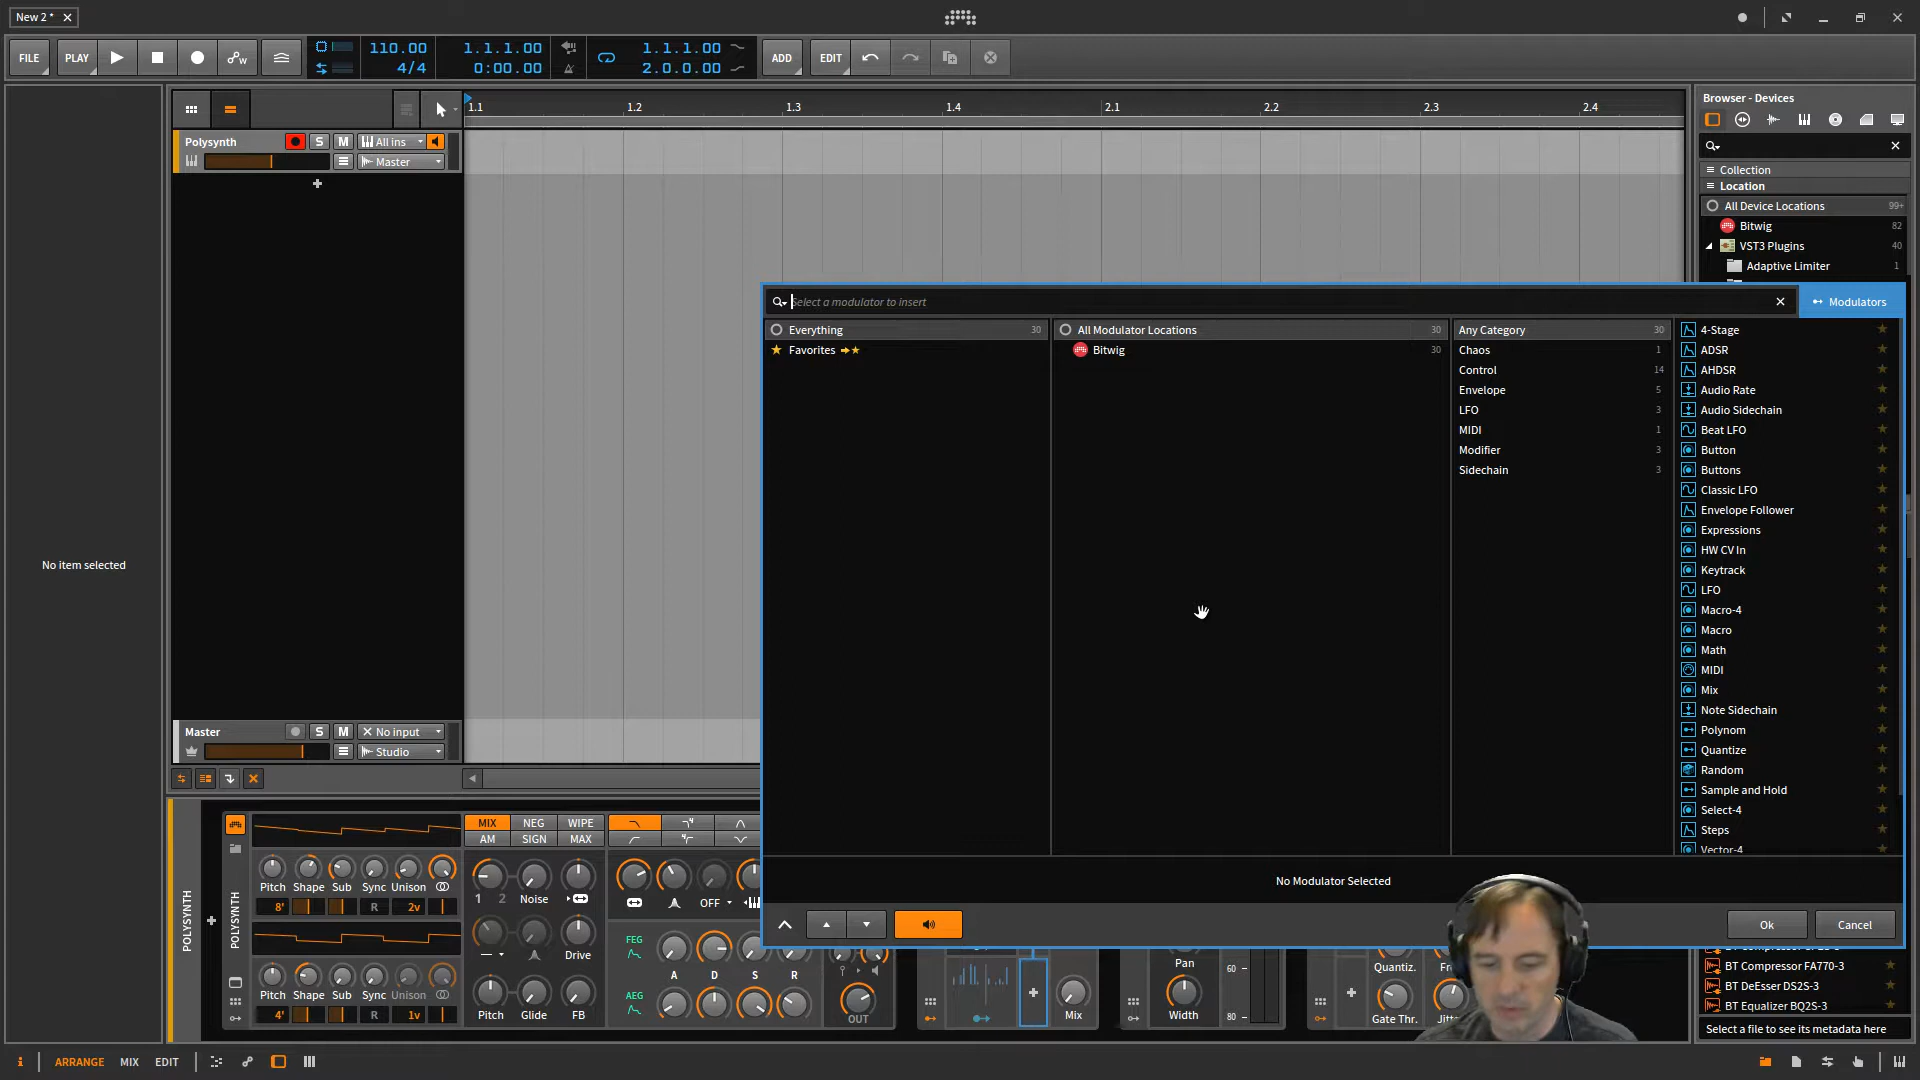 New 2 *
FILE
PLAY
110.00
4/4
1.1.1.00
0:00.00
1.1.1.00
2.0.0.00
ADD
EDIT
1.1
1.2
1.3
1.4
2.1
2.2
2.3
2.4
Browser - Devices
Polysynth
S
M
All ins
Master
Collection
Location
All Device Locations 99+
Bitwig 82
VST3 Plugins 40
Adaptive Limiter 1
Select a modulator to insert
Modulators
Everything 30
Favorites
All Modulator Locations 30
Bitwig 30
Any Category 30
Chaos 1
Control 14
Envelope 5
LFO 3
MIDI 1
Modifier 3
Sidechain 3
4-Stage
ADSR
AHDSR
Audio Rate
Audio Sidechain
Beat LFO
Button
Buttons
Classic LFO
Envelope Follower
Expressions
HW CV In
Keytrack
LFO
Macro-4
Macro
Math
MIDI
Mix
Note Sidechain
Polynom
Quantize
Random
Sample and Hold
Select-4
Steps
Vector-4
No item selected
Master
S
M
No input
Studio
No Modulator Selected
Ok
Cancel
POLYSYNTH
POLYSYNTH
Pitch Shape Sub Sync Unison
8' R 2v
Pitch Shape Sub Sync Unison
4' R 1v
MIX NEG WIPE
AM SIGN MAX
1 2 Noise
Drive
Pitch Glide FB
OFF
FEG
A D S R
AEG
OUT
Mix
Pan
Width
60
80
Quantiz.
Gate Thr.
BT Compressor FA770-3
BT DeEsser DS2S-3
BT Equalizer BQ2S-3
Select a file to see its metadata here
ARRANGE MIX EDIT